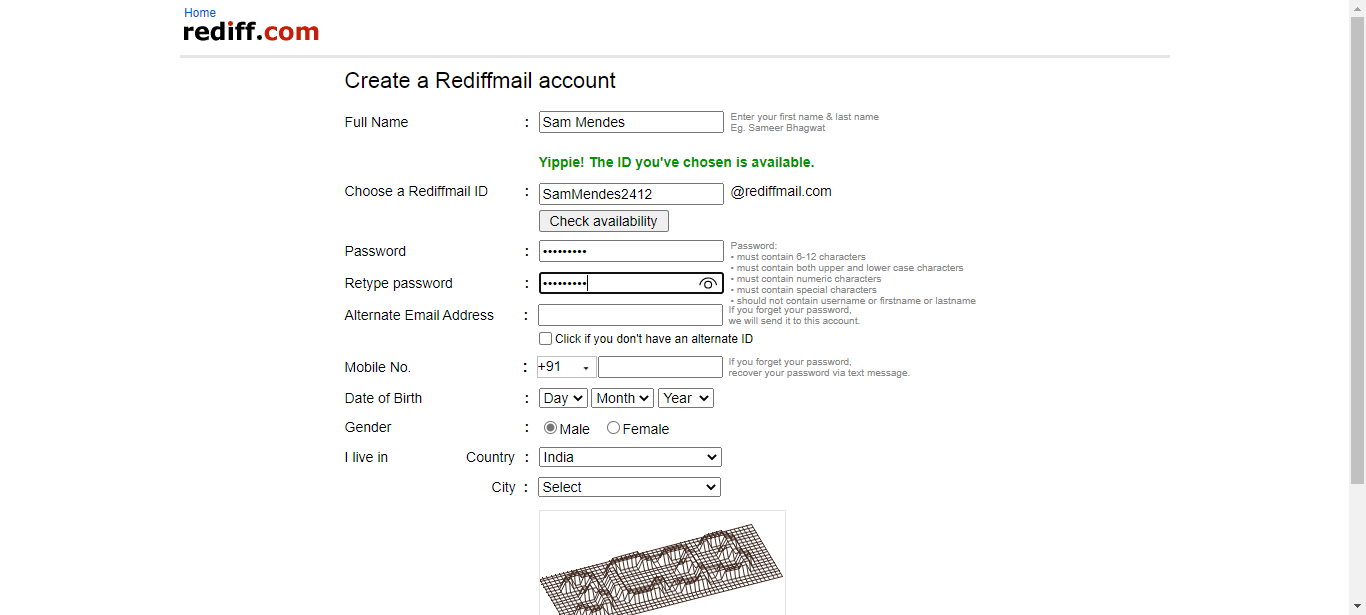 Home
rediff.com
Create a Rediffmail account
Full Name : Sam Mendes Enter your first name & last name
Eg. Sameer Bhagwat
Yippie! The ID you've chosen is available.
Choose a Rediffmail ID : SamMendes2412 @rediffmail.com
Check availability
Password : ••••••••• Password:
• must contain 6-12 characters
• must contain both upper and lower case characters
Retype password : ••••••••• • must contain numeric characters
• must contain special characters
• should not contain username or firstname or lastname
Alternate Email Address : If you forget your password,
we will send it to this account.
Click if you don't have an alternate ID
Mobile No. : +91 If you forget your password,
recover your password via text message.
Date of Birth : Day Month Year
Gender : Male Female
I live in Country : India
City : Select